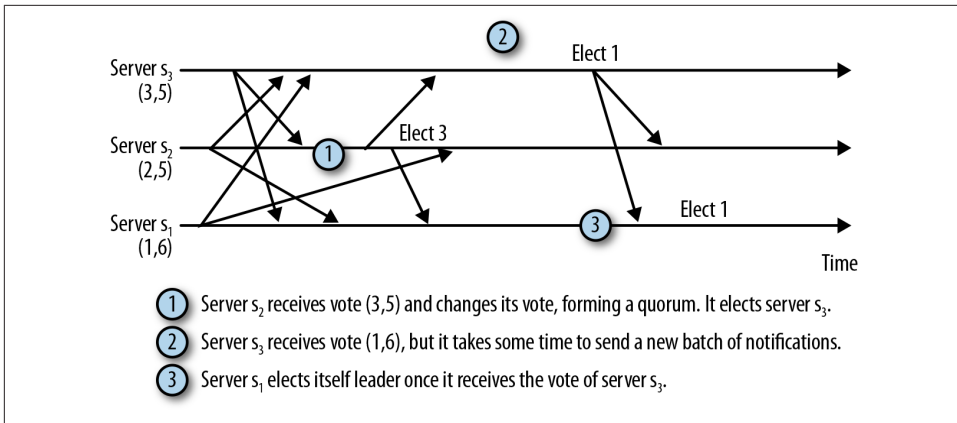 2
Elect 1
Server s₃
(3,5)
Elect 3
Server s₂
(2,5)
1
Elect 1
Server s₁
(1,6)
3
Time
1 Server s₂ receives vote (3,5) and changes its vote, forming a quorum. It elects server s₃.
2 Server s₃ receives vote (1,6), but it takes some time to send a new batch of notifications.
3 Server s₁ elects itself leader once it receives the vote of server s₃.